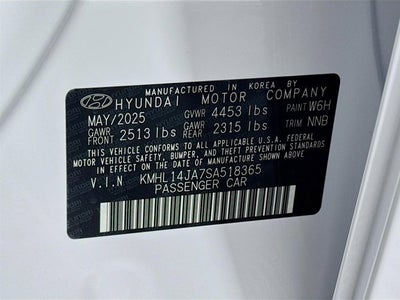 MANUFACTURED IN KOREA BY
HYUNDAI MOTOR COMPANY
MAY/2025 GVWR 4453 lbs PAINT W6H
GAWR FRONT 2513 lbs GAWR REAR 2315 lbs TRIM NNB
THIS VEHICLE CONFORMS TO ALL APPLICABLE U.S.A. FEDERAL
MOTOR VEHICLE SAFETY, BUMPER, AND THEFT PREVENTION
STANDARDS IN EFFECT ON THE DATE OF MANUFACTURE SHOWN ABOVE.
V.I.N KMHL14JA7SA518365
PASSENGER CAR